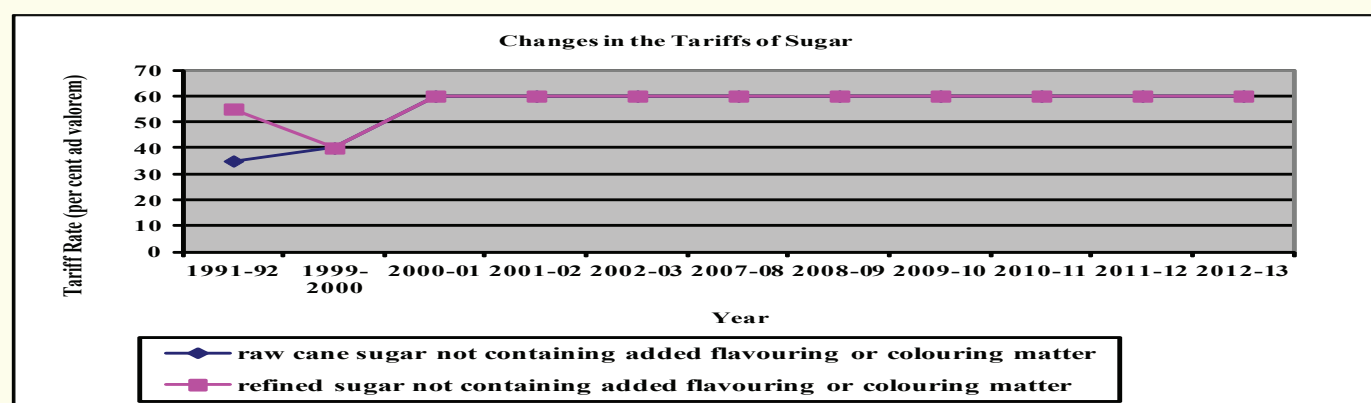 Changes in the Tariffs of Sugar
Tariff Rate (per cent ad valorem)
70
60
50
40
30
20
10
0
1991-92 1999-2000 2000-01 2001-02 2002-03 2007-08 2008-09 2009-10 2010-11 2011-12 2012-13
Year
raw cane sugar not containing added flavouring or colouring matter
refined sugar not containing added flavouring or colouring matter